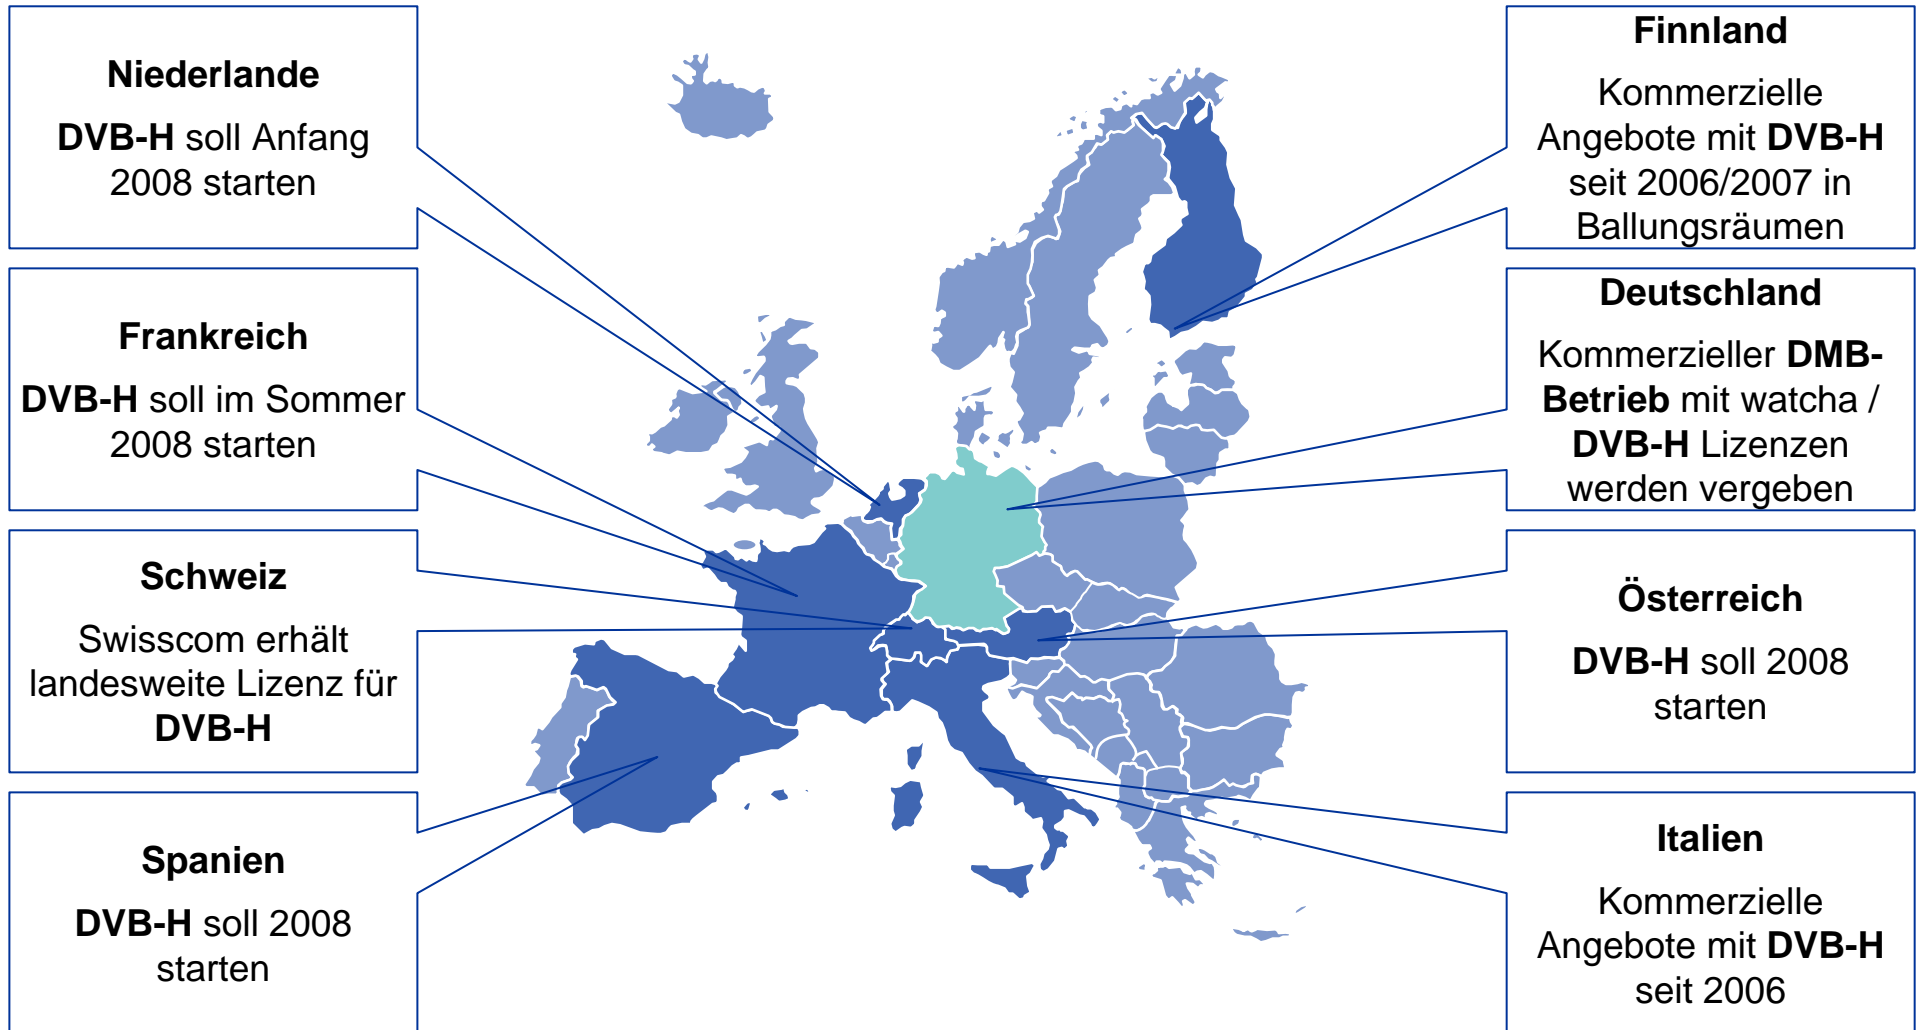 Niederlande
DVB-H soll Anfang
2008 starten
Frankreich
DVB-H soll im Sommer
2008 starten
Schweiz
Swisscom erhält
landesweite Lizenz für
DVB-H
Spanien
DVB-H soll 2008
starten
Finnland
Kommerzielle
Angebote mit DVB-H
seit 2006/2007 in
Ballungsräumen
Deutschland
Kommerzieller DMB-
Betrieb mit watcha /
DVB-H Lizenzen
werden vergeben
Österreich
DVB-H soll 2008
starten
Italien
Kommerzielle
Angebote mit DVB-H
seit 2006